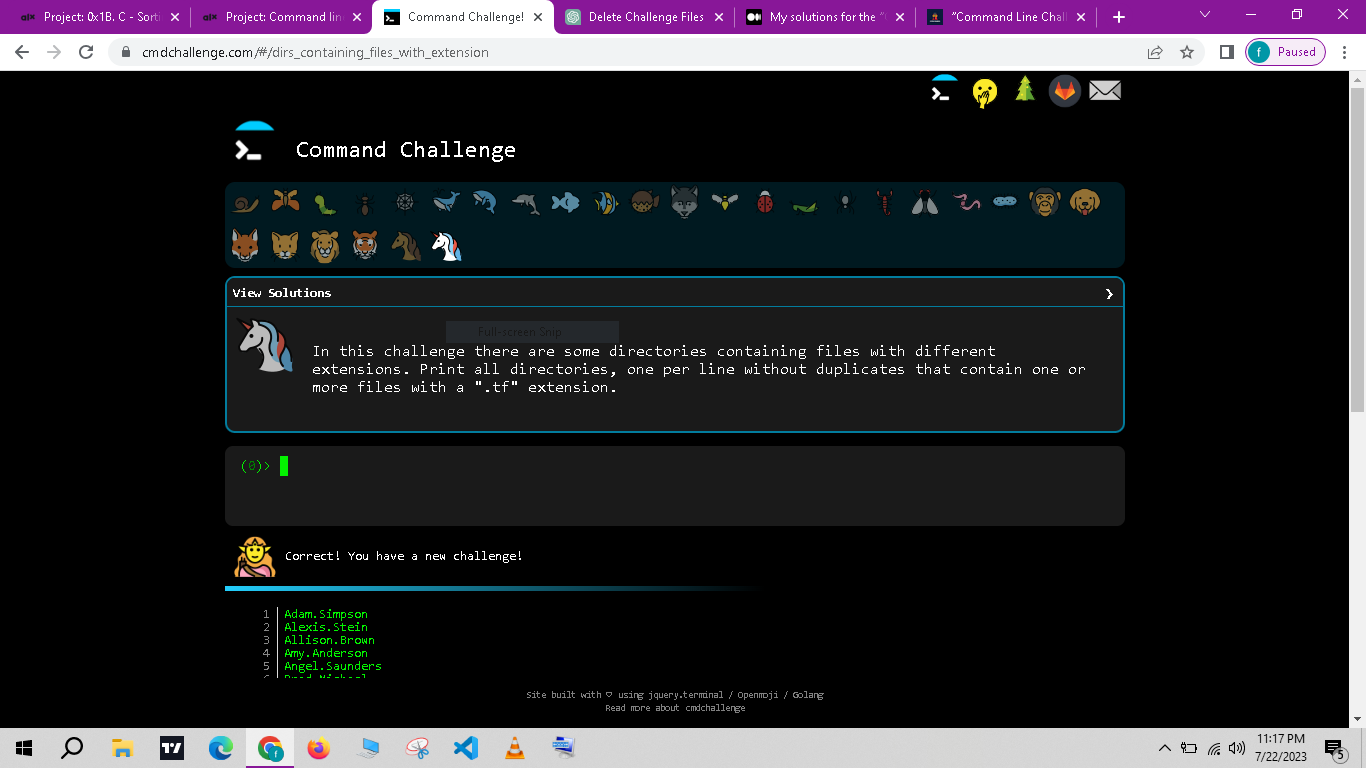 Project: 0x1B. C - Sorti
Project: Command line
Command Challenge!
Delete Challenge Files
My solutions for the "C
"Command Line Chall
cmdchallenge.com/#/dirs_containing_files_with_extension
f Paused
Command Challenge
View Solutions
Full-screen Snip
In this challenge there are some directories containing files with different
extensions. Print all directories, one per line without duplicates that contain one or
more files with a ".tf" extension.
(0)>
Correct! You have a new challenge!
1 Adam.Simpson
2 Alexis.Stein
3 Allison.Brown
4 Amy.Anderson
5 Angel.Saunders
Site built with ♡ using jquery.terminal / Openmoji / Golang
Read more about cmdchallenge
11:17 PM
7/22/2023
5